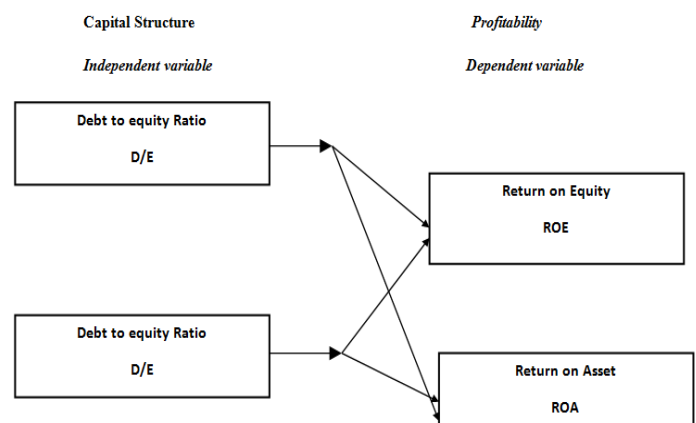 Capital Structure
Profitability
Independent variable
Dependent variable
Debt to equity Ratio
D/E
Return on Equity
ROE
Debt to equity Ratio
D/E
Return on Asset
ROA